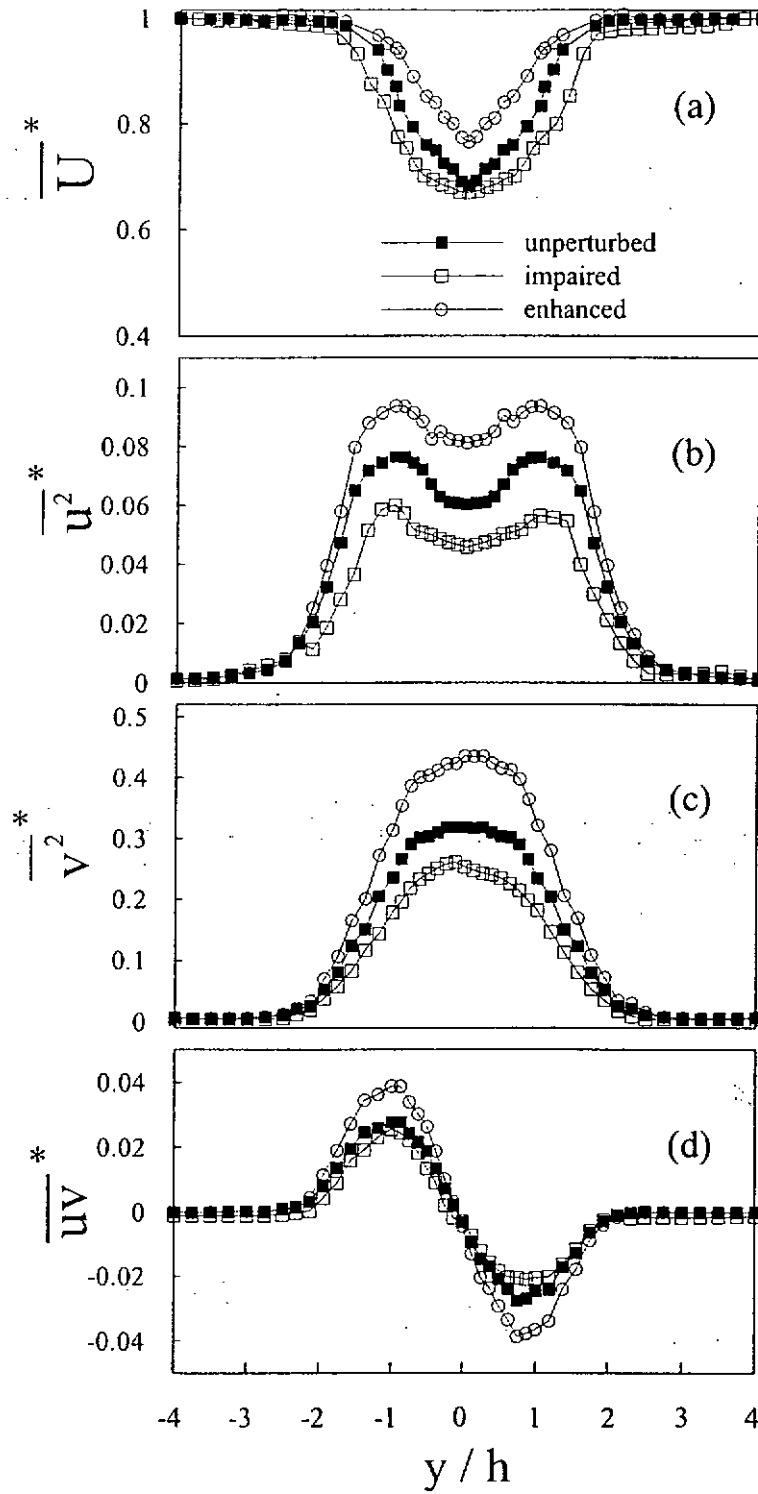 1
0.8
0.6
0.4
U*
(a)
unperturbed
impaired
enhanced
0.1
0.08
0.06
0.04
0.02
0
u2*
(b)
0.5
0.4
0.3
0.2
0.1
0
v2*
(c)
0.04
0.02
0
-0.02
-0.04
uv*
(d)
-4 -3 -2 -1 0 1 2 3 4
y / h